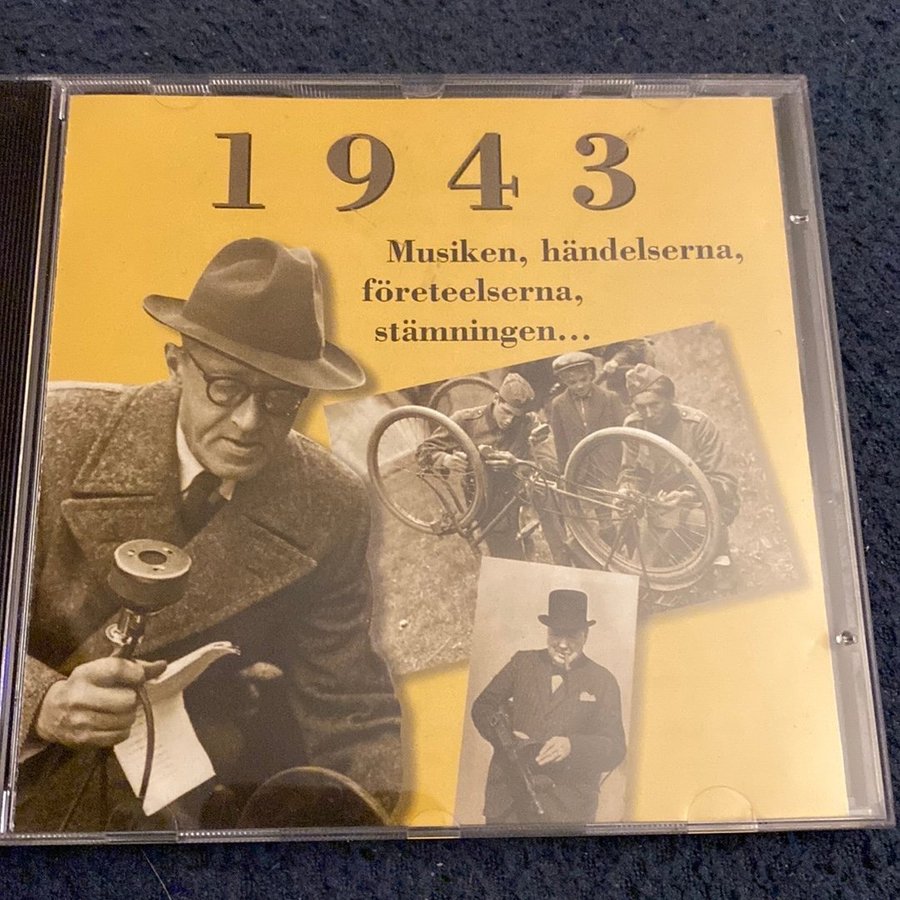 1943
Musiken, händelserna,
företeelserna,
stämningen...